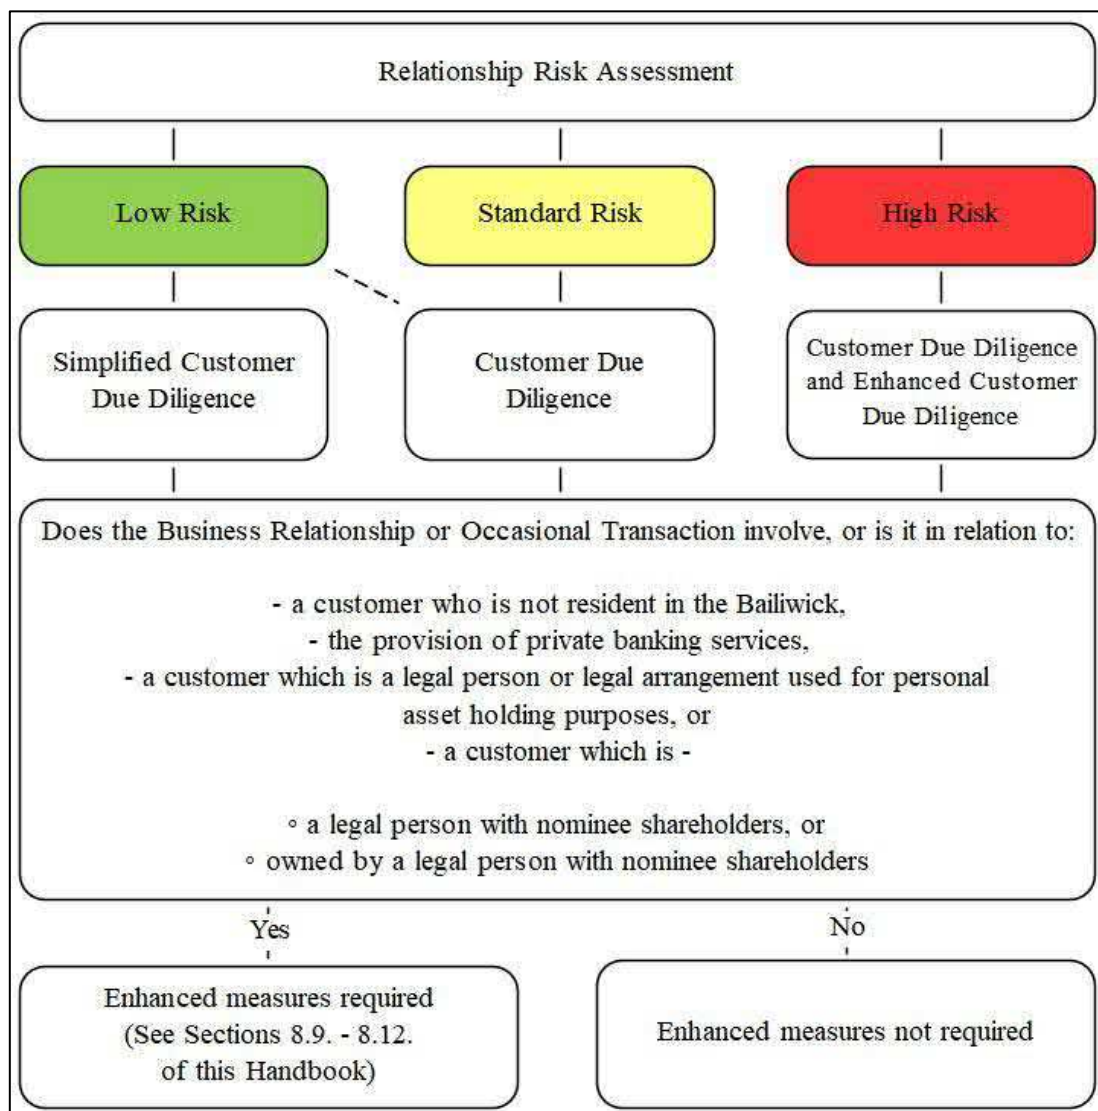 Relationship Risk Assessment
Low Risk
Standard Risk
High Risk
Simplified Customer
Due Diligence
Customer Due
Diligence
Customer Due Diligence
and Enhanced Customer
Due Diligence
Does the Business Relationship or Occasional Transaction involve, or is it in relation to:
- a customer who is not resident in the Bailiwick,
- the provision of private banking services,
- a customer which is a legal person or legal arrangement used for personal
asset holding purposes, or
- a customer which is -
◦ a legal person with nominee shareholders, or
◦ owned by a legal person with nominee shareholders
Yes
No
Enhanced measures required
(See Sections 8.9. - 8.12.
of this Handbook)
Enhanced measures not required